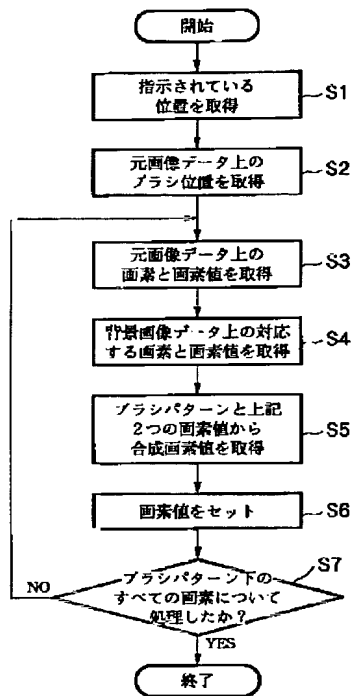 開始
指示されている
位置を取得
S1
元画像データ上の
ブラシ位置を取得
S2
元画像データ上の
画素と画素値を取得
S3
背景画像データ上の対応
する画素と画素値を取得
S4
ブラシパターンと上記
2つの画素値から
合成画素値を取得
S5
画素値をセット
S6
ブラシパターン下の
すべての画素について
処理したか?
S7
NO
YES
終了